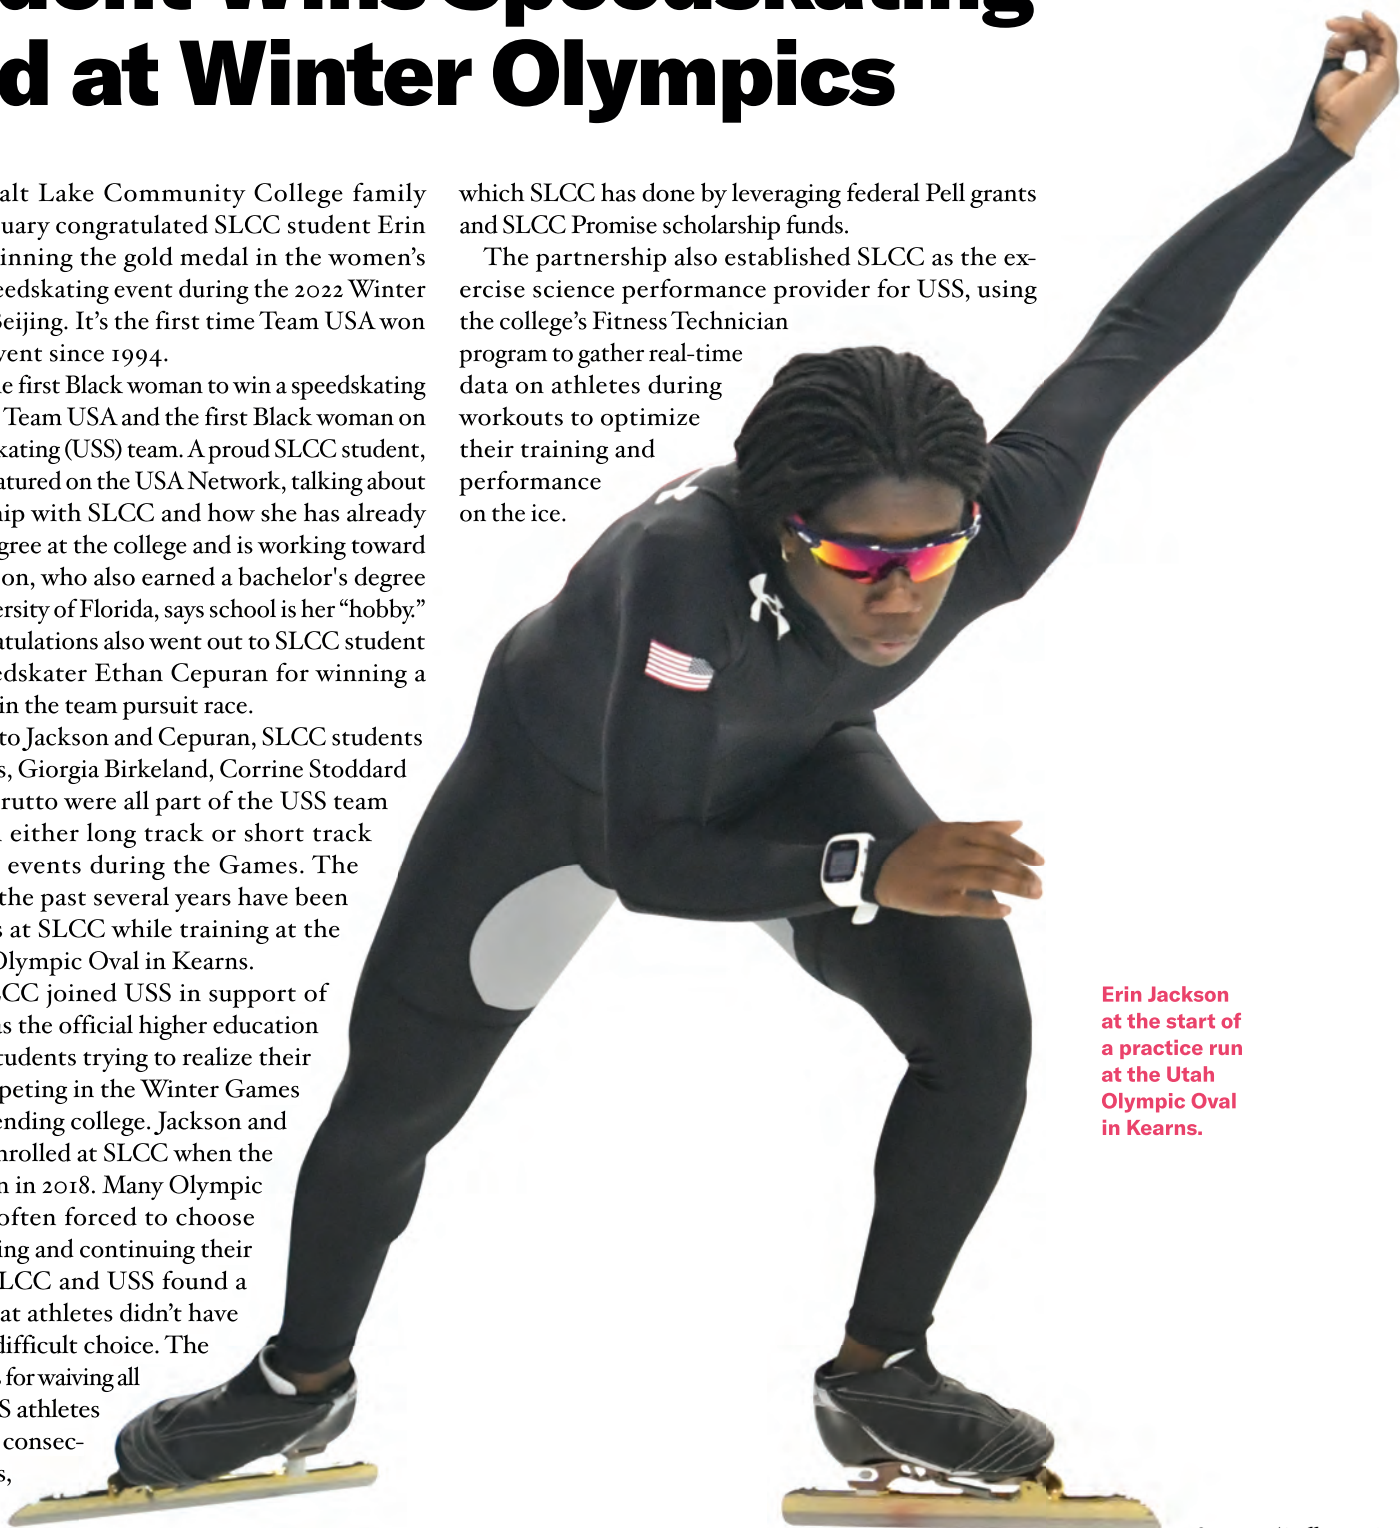 dent Wins Speedskating
d at Winter Olympics
alt Lake Community College family
uary congratulated SLCC student Erin
inning the gold medal in the women’s
eedskating event during the 2022 Winter
Beijing. It’s the first time Team USA won
vent since 1994.
e first Black woman to win a speedskating
Team USA and the first Black woman on
kating (USS) team. A proud SLCC student,
atured on the USA Network, talking about
hip with SLCC and how she has already
gree at the college and is working toward
on, who also earned a bachelor's degree
ersity of Florida, says school is her “hobby.”
atulations also went out to SLCC student
edskater Ethan Cepuran for winning a
in the team pursuit race.
to Jackson and Cepuran, SLCC students
s, Giorgia Birkeland, Corrine Stoddard
rutto were all part of the USS team
either long track or short track
events during the Games. The
the past several years have been
s at SLCC while training at the
Olympic Oval in Kearns.
LCC joined USS in support of
as the official higher education
tudents trying to realize their
peting in the Winter Games
ending college. Jackson and
nrolled at SLCC when the
n in 2018. Many Olympic
often forced to choose
ing and continuing their
LCC and USS found a
at athletes didn’t have
difficult choice. The
s for waiving all
S athletes
consec-
s,
which SLCC has done by leveraging federal Pell grants
and SLCC Promise scholarship funds.
The partnership also established SLCC as the ex-
ercise science performance provider for USS, using
the college’s Fitness Technician
program to gather real-time
data on athletes during
workouts to optimize
their training and
performance
on the ice.
Erin Jackson
at the start of
a practice run
at the Utah
Olympic Oval
in Kearns.